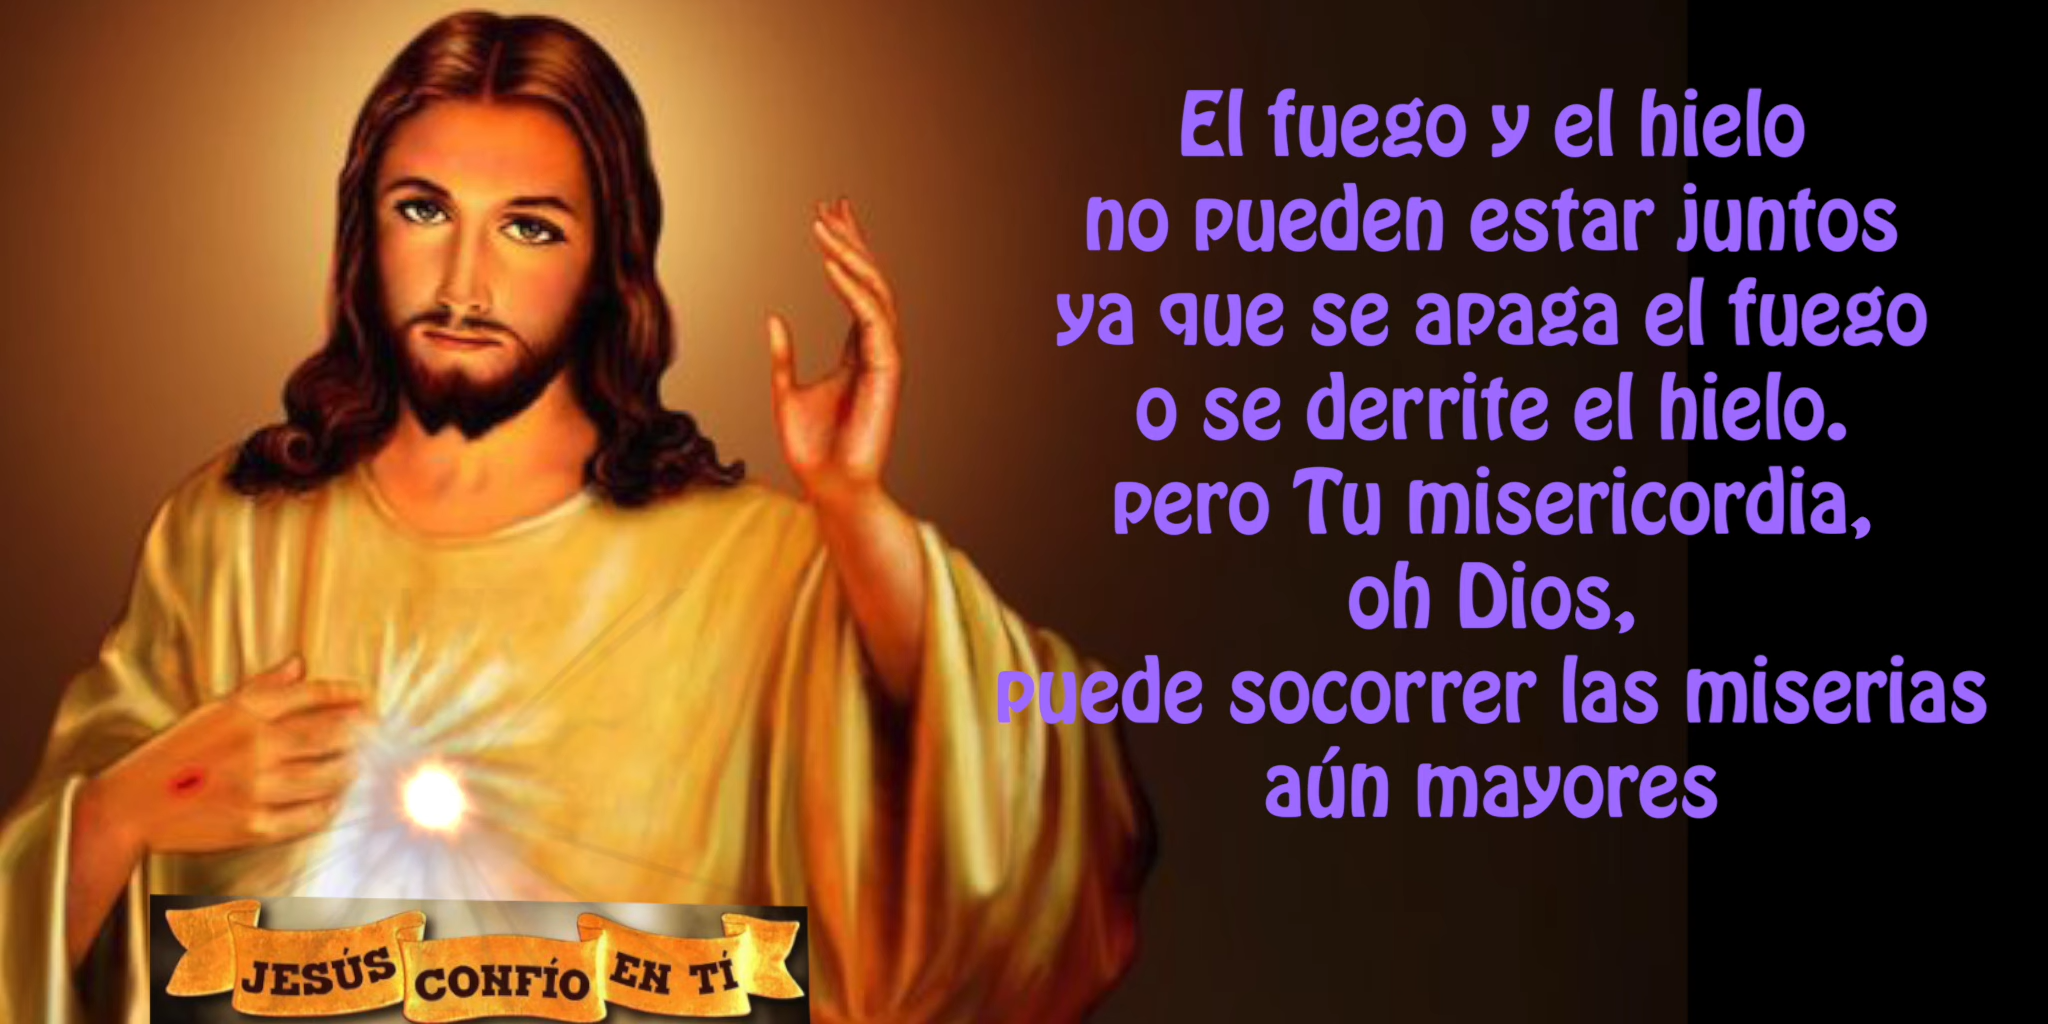 El fuego y el hielo
no pueden estar juntos
ya que se apaga el fuego
o se derrite el hielo.
pero Tu misericordia,
oh Dios,
puede socorrer las miserias
aún mayores
JESÚS CONFÍO EN TÍ